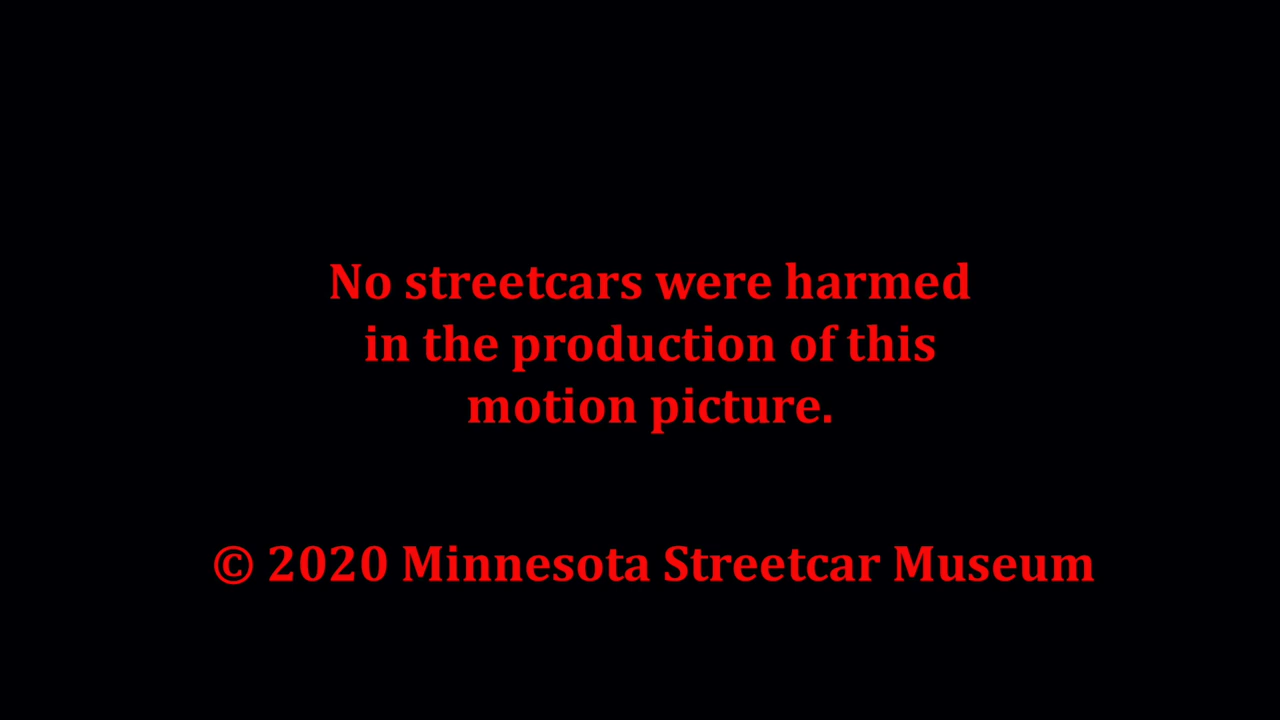 No streetcars were harmed
in the production of this
motion picture.
© 2020 Minnesota Streetcar Museum